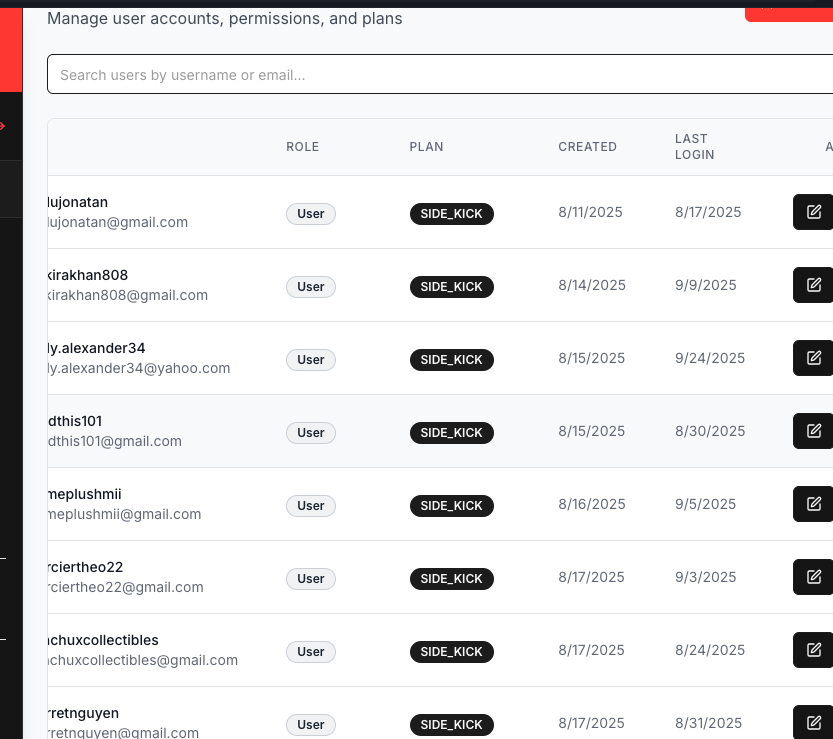 Manage user accounts, permissions, and plans
Search users by username or email...
ROLE PLAN CREATED LAST LOGIN
lujonatan
lujonatan@gmail.com
User SIDE_KICK 8/11/2025 8/17/2025
kirakhan808
kirakhan808@gmail.com
User SIDE_KICK 8/14/2025 9/9/2025
ly.alexander34
ly.alexander34@yahoo.com
User SIDE_KICK 8/15/2025 9/24/2025
dthis101
dthis101@gmail.com
User SIDE_KICK 8/15/2025 8/30/2025
meplushmii
meplushmii@gmail.com
User SIDE_KICK 8/16/2025 9/5/2025
rciertheo22
rciertheo22@gmail.com
User SIDE_KICK 8/17/2025 9/3/2025
achuxcollectibles
achuxcollectibles@gmail.com
User SIDE_KICK 8/17/2025 8/24/2025
rretnguyen
rretnguyen@gmail.com
User SIDE_KICK 8/17/2025 8/31/2025